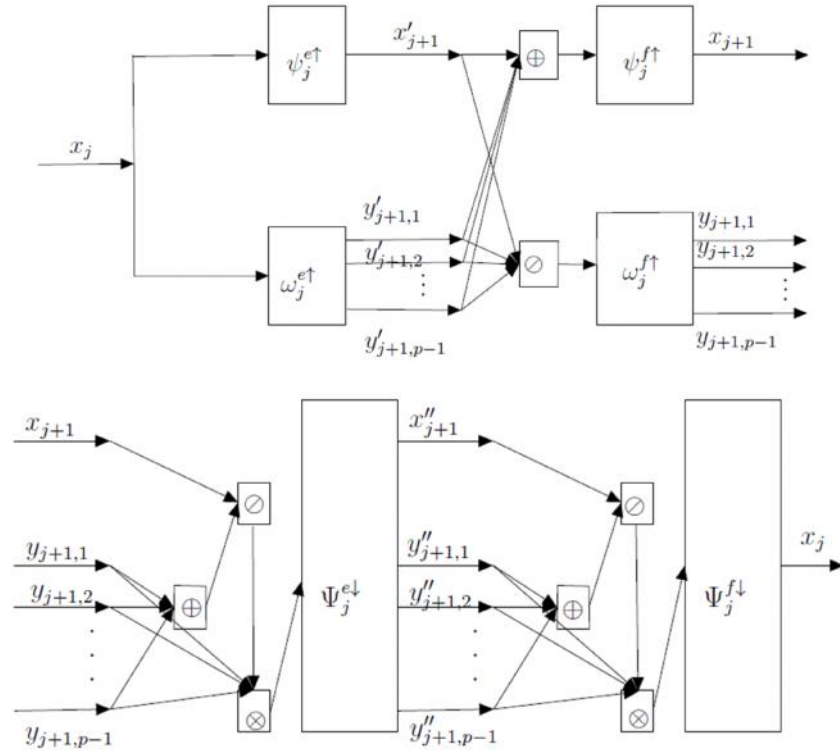 x_j
ψ_j^{e↑}
x'_{j+1}
⊕
ψ_j^{f↑}
x_{j+1}
ω_j^{e↑}
y'_{j+1,1}
y'_{j+1,2}
⋮
y'_{j+1,p−1}
⊘
ω_j^{f↑}
y_{j+1,1}
y_{j+1,2}
⋮
y_{j+1,p−1}
x_{j+1}
y_{j+1,1}
y_{j+1,2}
⋮
y_{j+1,p−1}
⊘
⊕
⊗
Ψ_j^{e↓}
x''_{j+1}
y''_{j+1,1}
y''_{j+1,2}
⋮
y''_{j+1,p−1}
⊘
⊕
⊗
Ψ_j^{f↓}
x_j